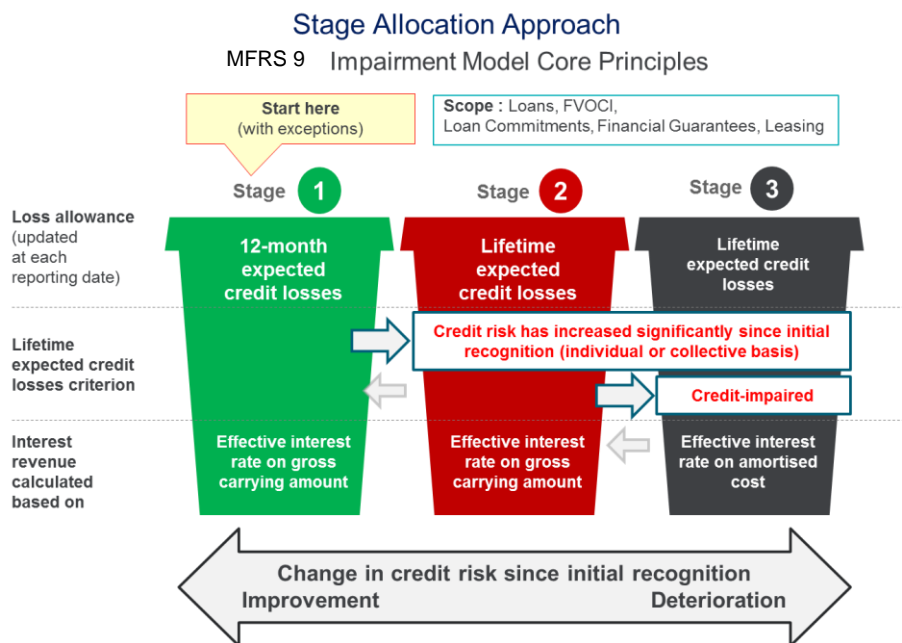 Stage Allocation Approach
MFRS 9 Impairment Model Core Principles
Start here
(with exceptions)
Scope : Loans, FVOCI,
Loan Commitments, Financial Guarantees, Leasing
Stage 1
Stage 2
Stage 3
Loss allowance
(updated
at each
reporting date)
12-month
expected
credit losses
Lifetime
expected
credit losses
Lifetime
expected credit
losses
Lifetime
expected credit
losses criterion
Credit risk has increased significantly since initial
recognition (individual or collective basis)
Credit-impaired
Interest
revenue
calculated
based on
Effective interest
rate on gross
carrying amount
Effective interest
rate on gross
carrying amount
Effective interest
rate on amortised
cost
Change in credit risk since initial recognition
Improvement Deterioration